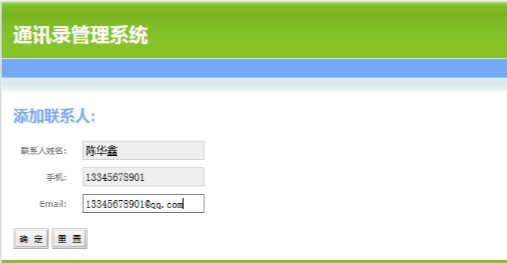 通讯录管理系统
添加联系人:
联系人姓名: 陈华鑫
手机: 13345678901
Email: 13345678901@qq.com
确 定 重 置